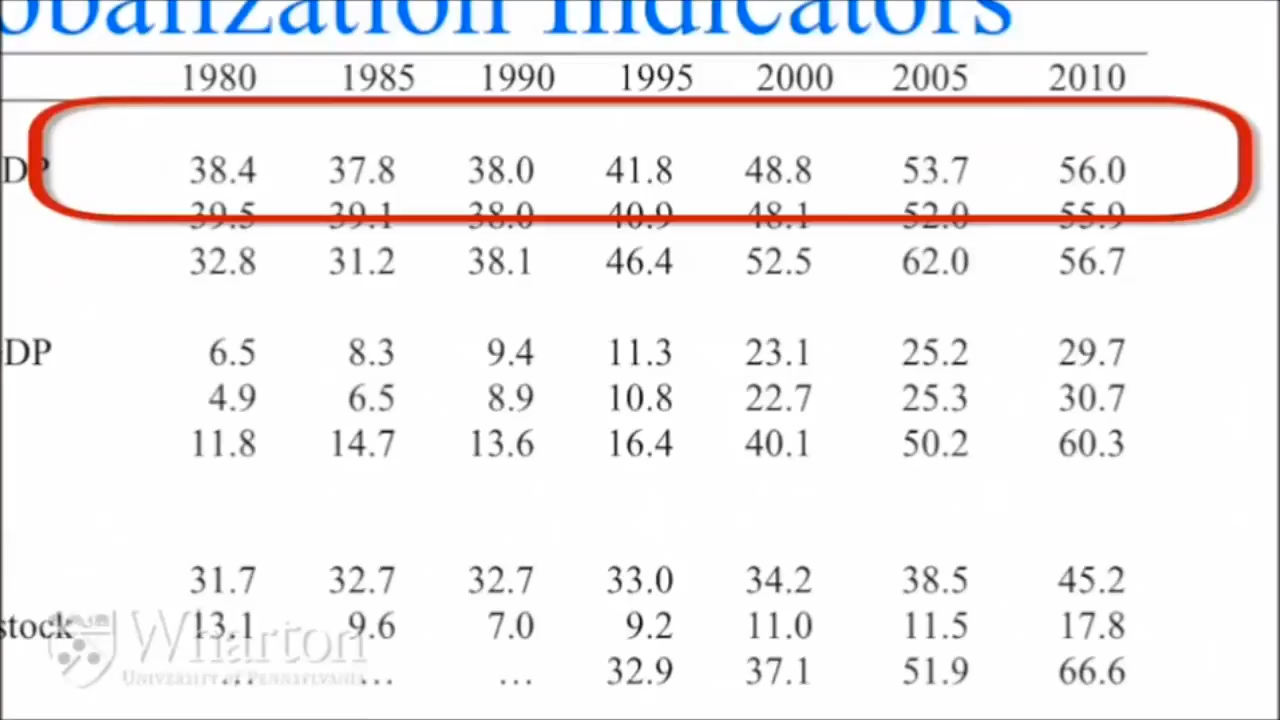 obalization Indicators
1980 1985 1990 1995 2000 2005 2010
DP 38.4 37.8 38.0 41.8 48.8 53.7 56.0
39.5 39.1 38.0 40.9 48.1 52.0 55.9
32.8 31.2 38.1 46.4 52.5 62.0 56.7
DP 6.5 8.3 9.4 11.3 23.1 25.2 29.7
4.9 6.5 8.9 10.8 22.7 25.3 30.7
11.8 14.7 13.6 16.4 40.1 50.2 60.3
31.7 32.7 32.7 33.0 34.2 38.5 45.2
stock 13.1 9.6 7.0 9.2 11.0 11.5 17.8
... ... ... 32.9 37.1 51.9 66.6
Wharton
UNIVERSITY of PENNSYLVANIA